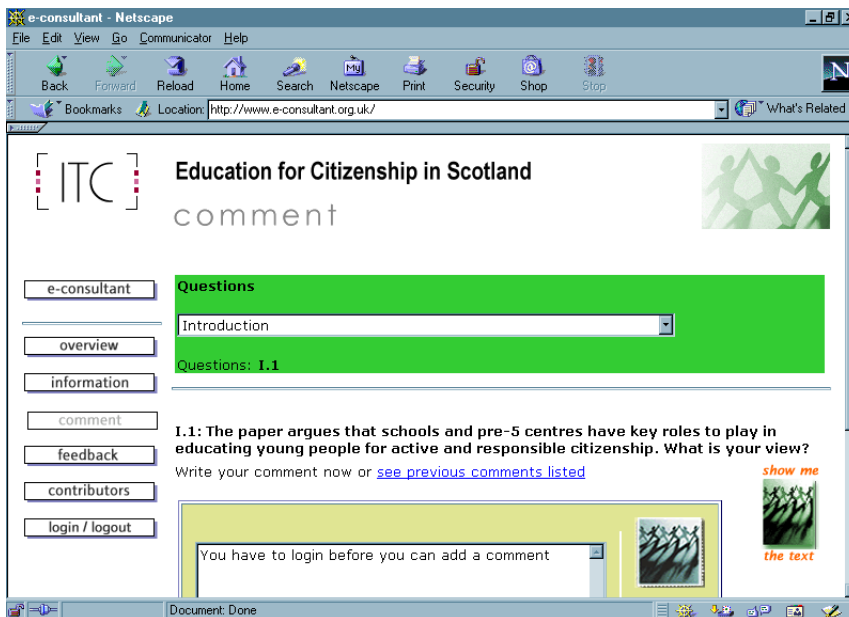 e-consultant - Netscape
File Edit View Go Communicator Help
Back Forward Reload Home Search Netscape Print Security Shop Stop
My
N
Bookmarks Location: http://www.e-consultant.org.uk/ What's Related
[ ITC ]
Education for Citizenship in Scotland
comment
e-consultant
overview
information
comment
feedback
contributors
login / logout
Questions
Introduction
Questions: I.1
I.1: The paper argues that schools and pre-5 centres have key roles to play in
educating young people for active and responsible citizenship. What is your view?
Write your comment now or see previous comments listed
show me
the text
You have to login before you can add a comment
Document: Done